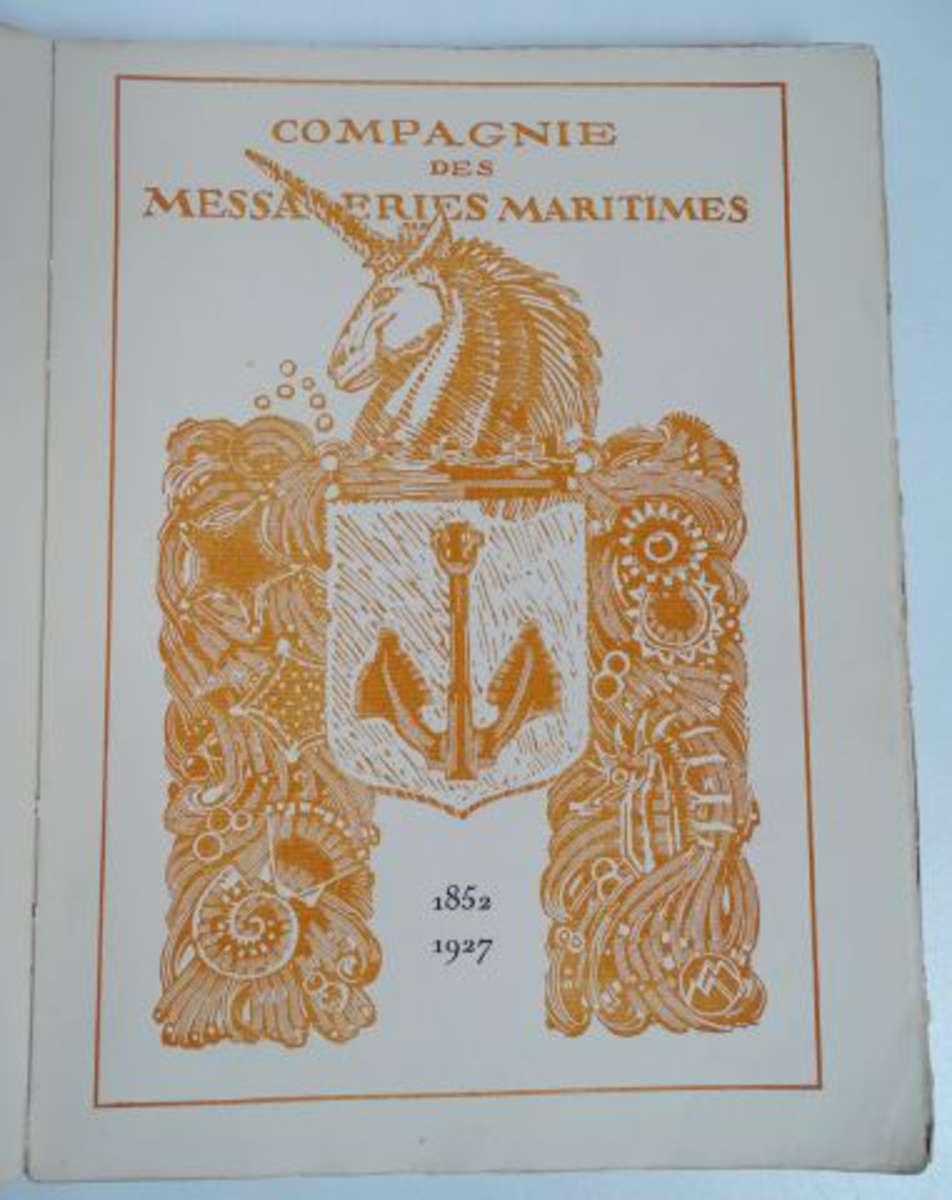 COMPAGNIE
DES
MESSAGERIES MARITIMES
1852
1927